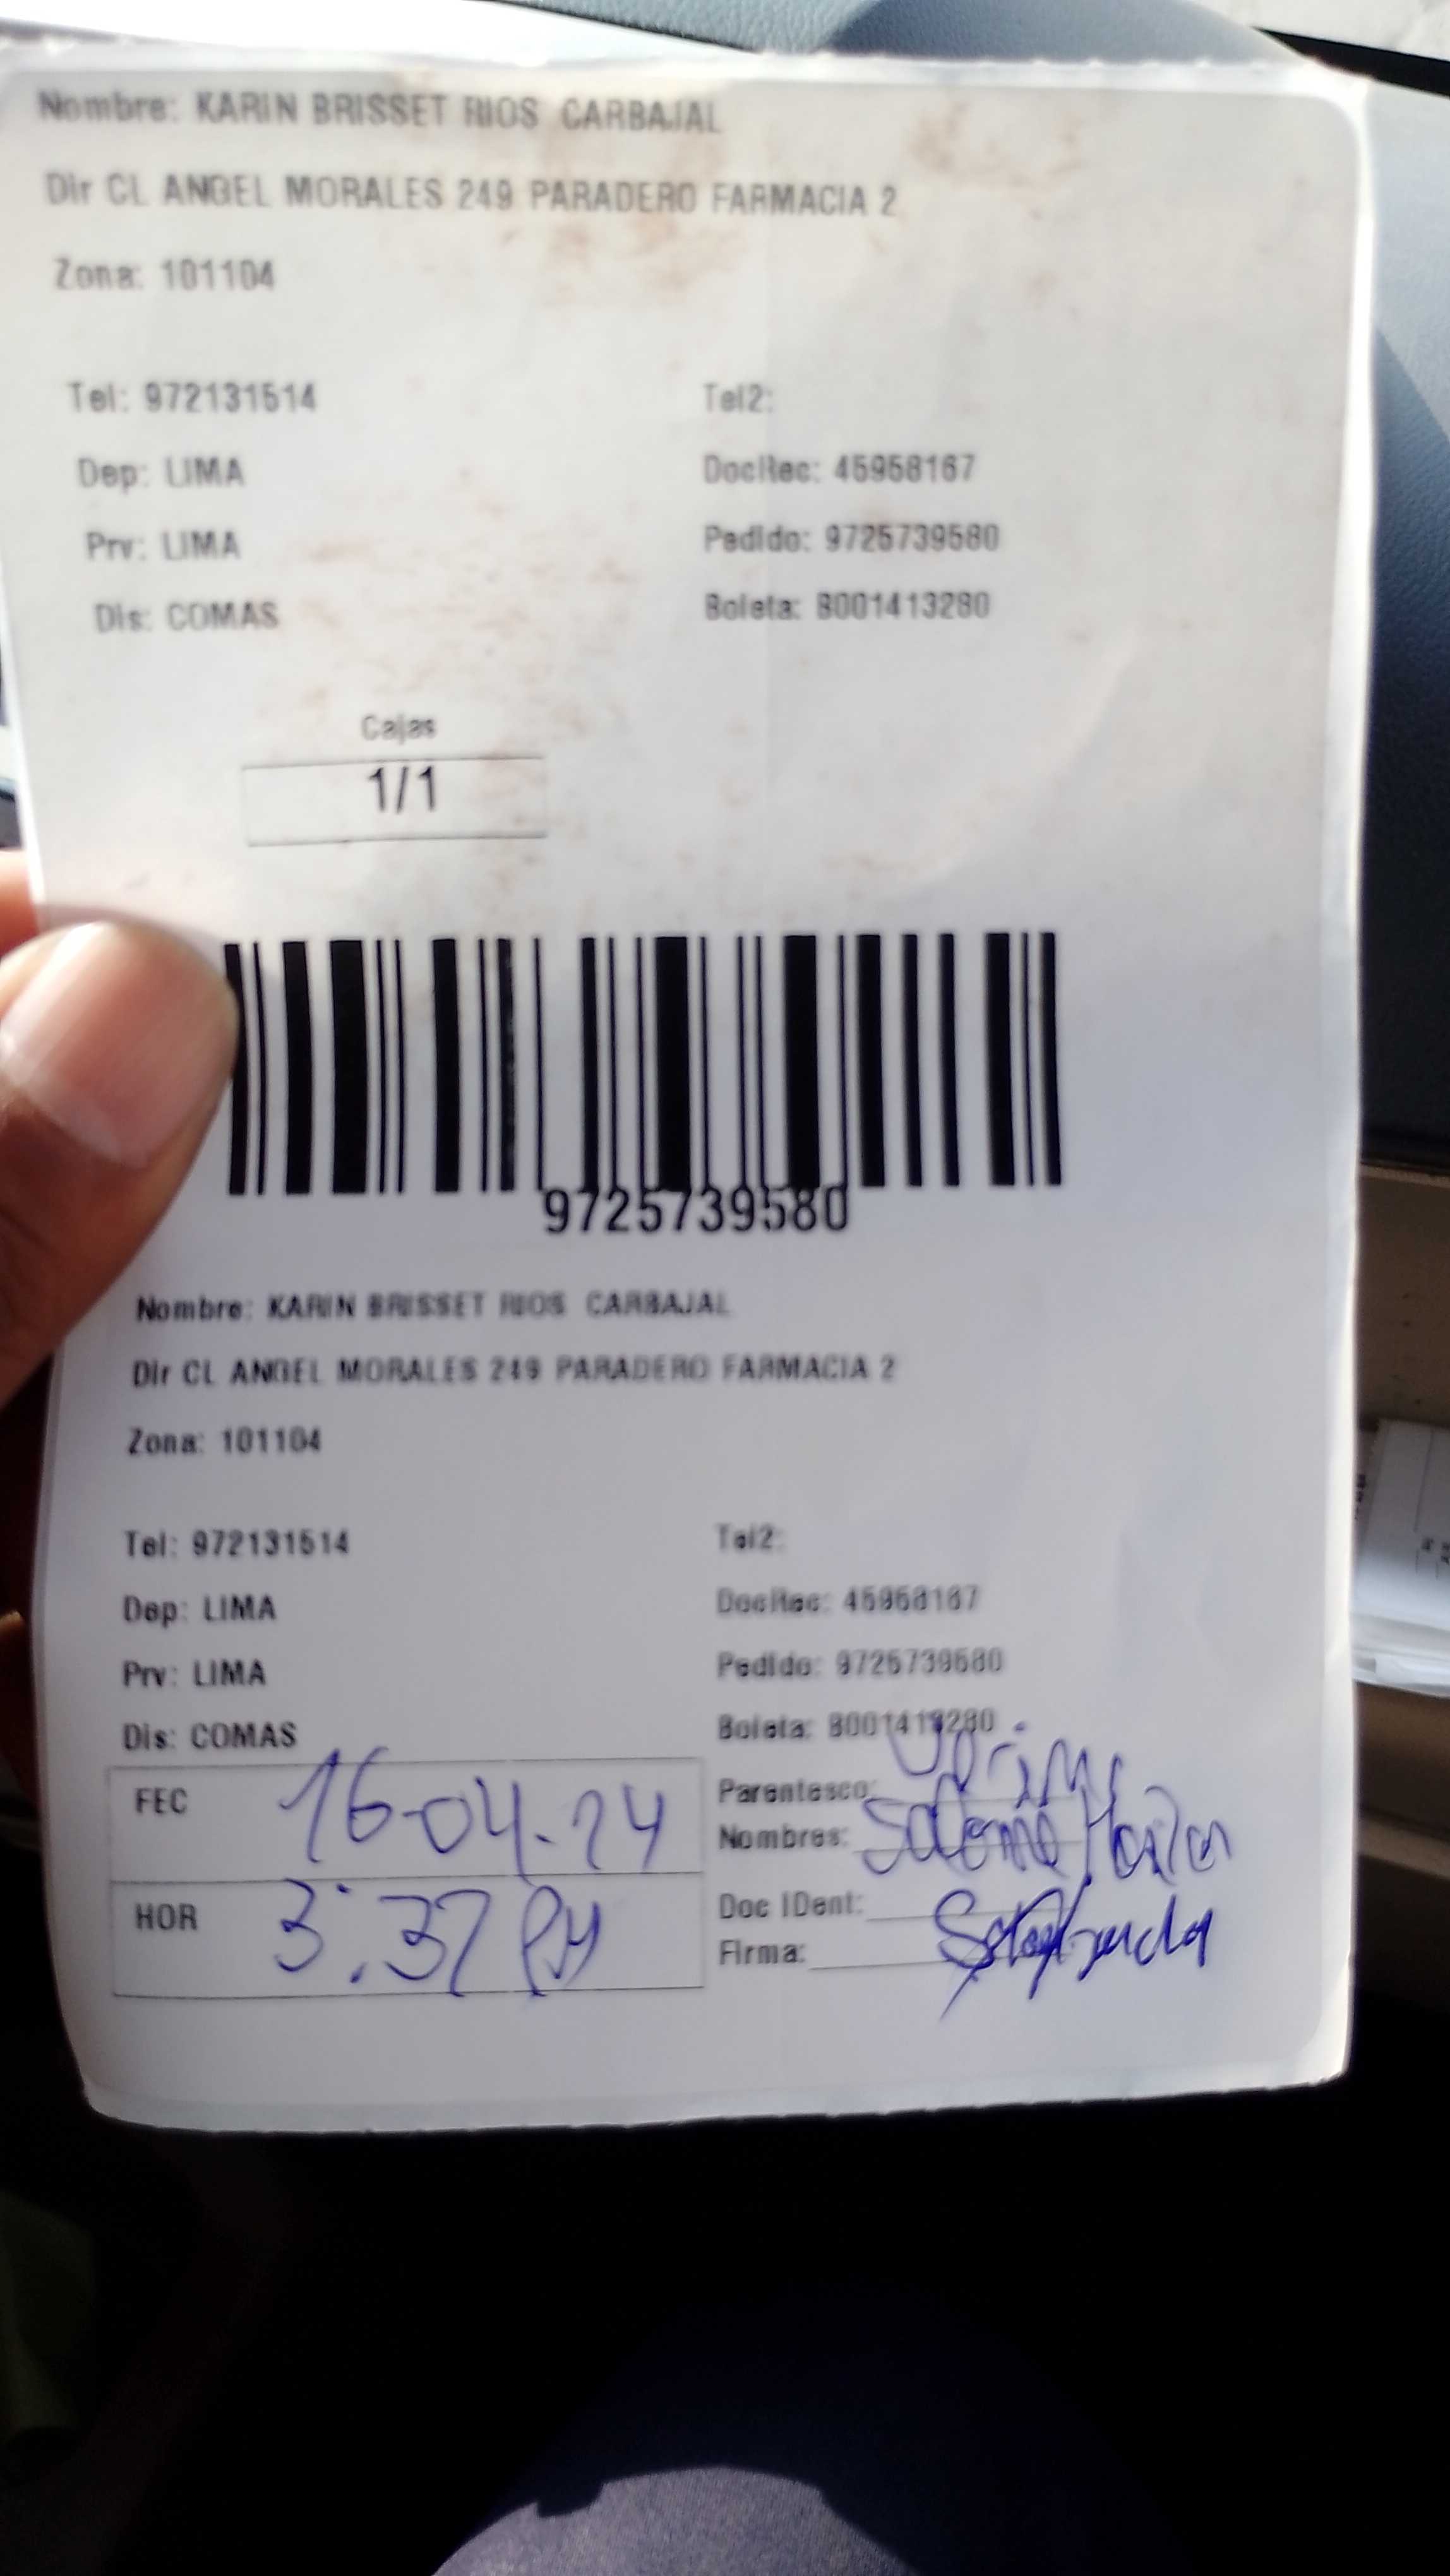 Nombre: KARIN BRISSET RIOS CARBAJAL
Dir CL ANGEL MORALES 249 PARADERO FARMACIA 2
Zona: 101104
Tel: 972131514 Tel2:
Dep: LIMA DocRec: 45958167
Prv: LIMA Pedido: 9725739580
Dis: COMAS Boleta: B001413280
Cajas
1/1
9725739580
Nombre: KARIN BRISSET RIOS CARBAJAL
Dir CL ANGEL MORALES 249 PARADERO FARMACIA 2
Zona: 101104
Tel: 972131514 Tel2:
Dep: LIMA DocRec: 45958167
Prv: LIMA Pedido: 9725739580
Dis: COMAS Boleta: B001413280
FEC 16-04-24 Parentesco:
Nombres:
HOR 3:37 PM Doc IDent:
Firma: